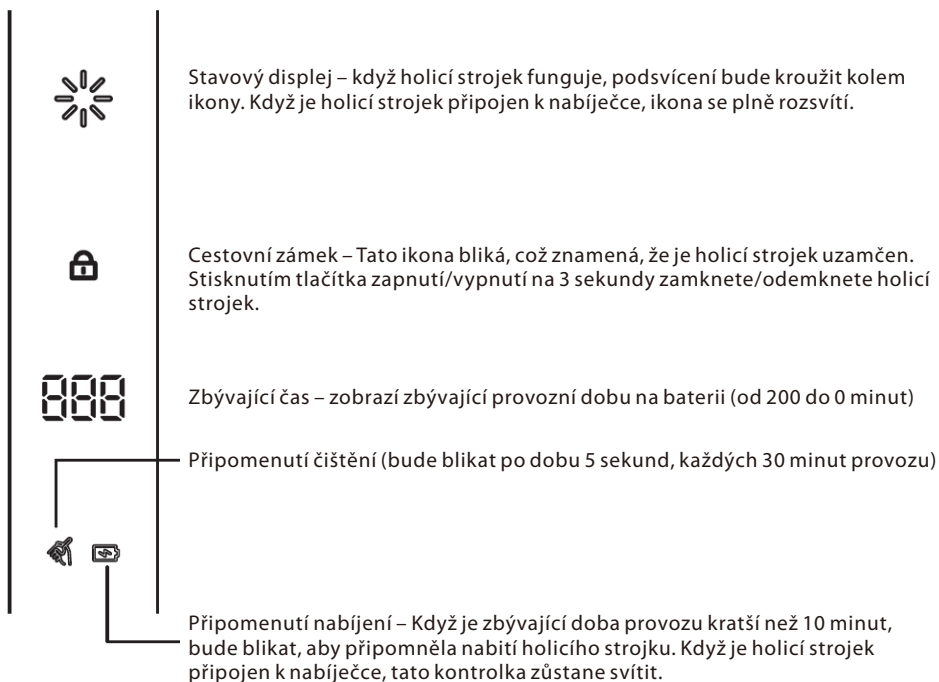 Stavový displej – když holicí strojek funguje, podsvícení bude kroužit kolem
ikony. Když je holicí strojek připojen k nabíječce, ikona se plně rozsvítí.
Cestovní zámek – Tato ikona bliká, což znamená, že je holicí strojek uzamčen.
Stisknutím tlačítka zapnutí/vypnutí na 3 sekundy zamknete/odemknete holicí
strojek.
888
Zbývající čas – zobrazí zbývající provozní dobu na baterii (od 200 do 0 minut)
Připomenutí čištění (bude blikat po dobu 5 sekund, každých 30 minut provozu)
Připomenutí nabíjení – Když je zbývající doba provozu kratší než 10 minut,
bude blikat, aby připomněla nabití holicího strojku. Když je holicí strojek
připojen k nabíječce, tato kontrolka zůstane svítit.